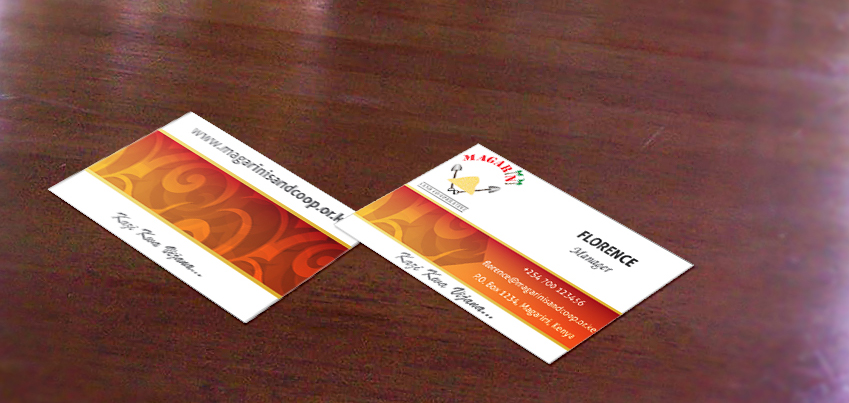 www.magarinisandcoop.or.k
Kazi Kwa Vijana...
MAGARINI
FLORENCE
Manager
+254 700 123456
florence@magarinisandcoop.or.ke
P.O. Box 1234, Magarini, Kenya
Kazi Kwa Vijana...